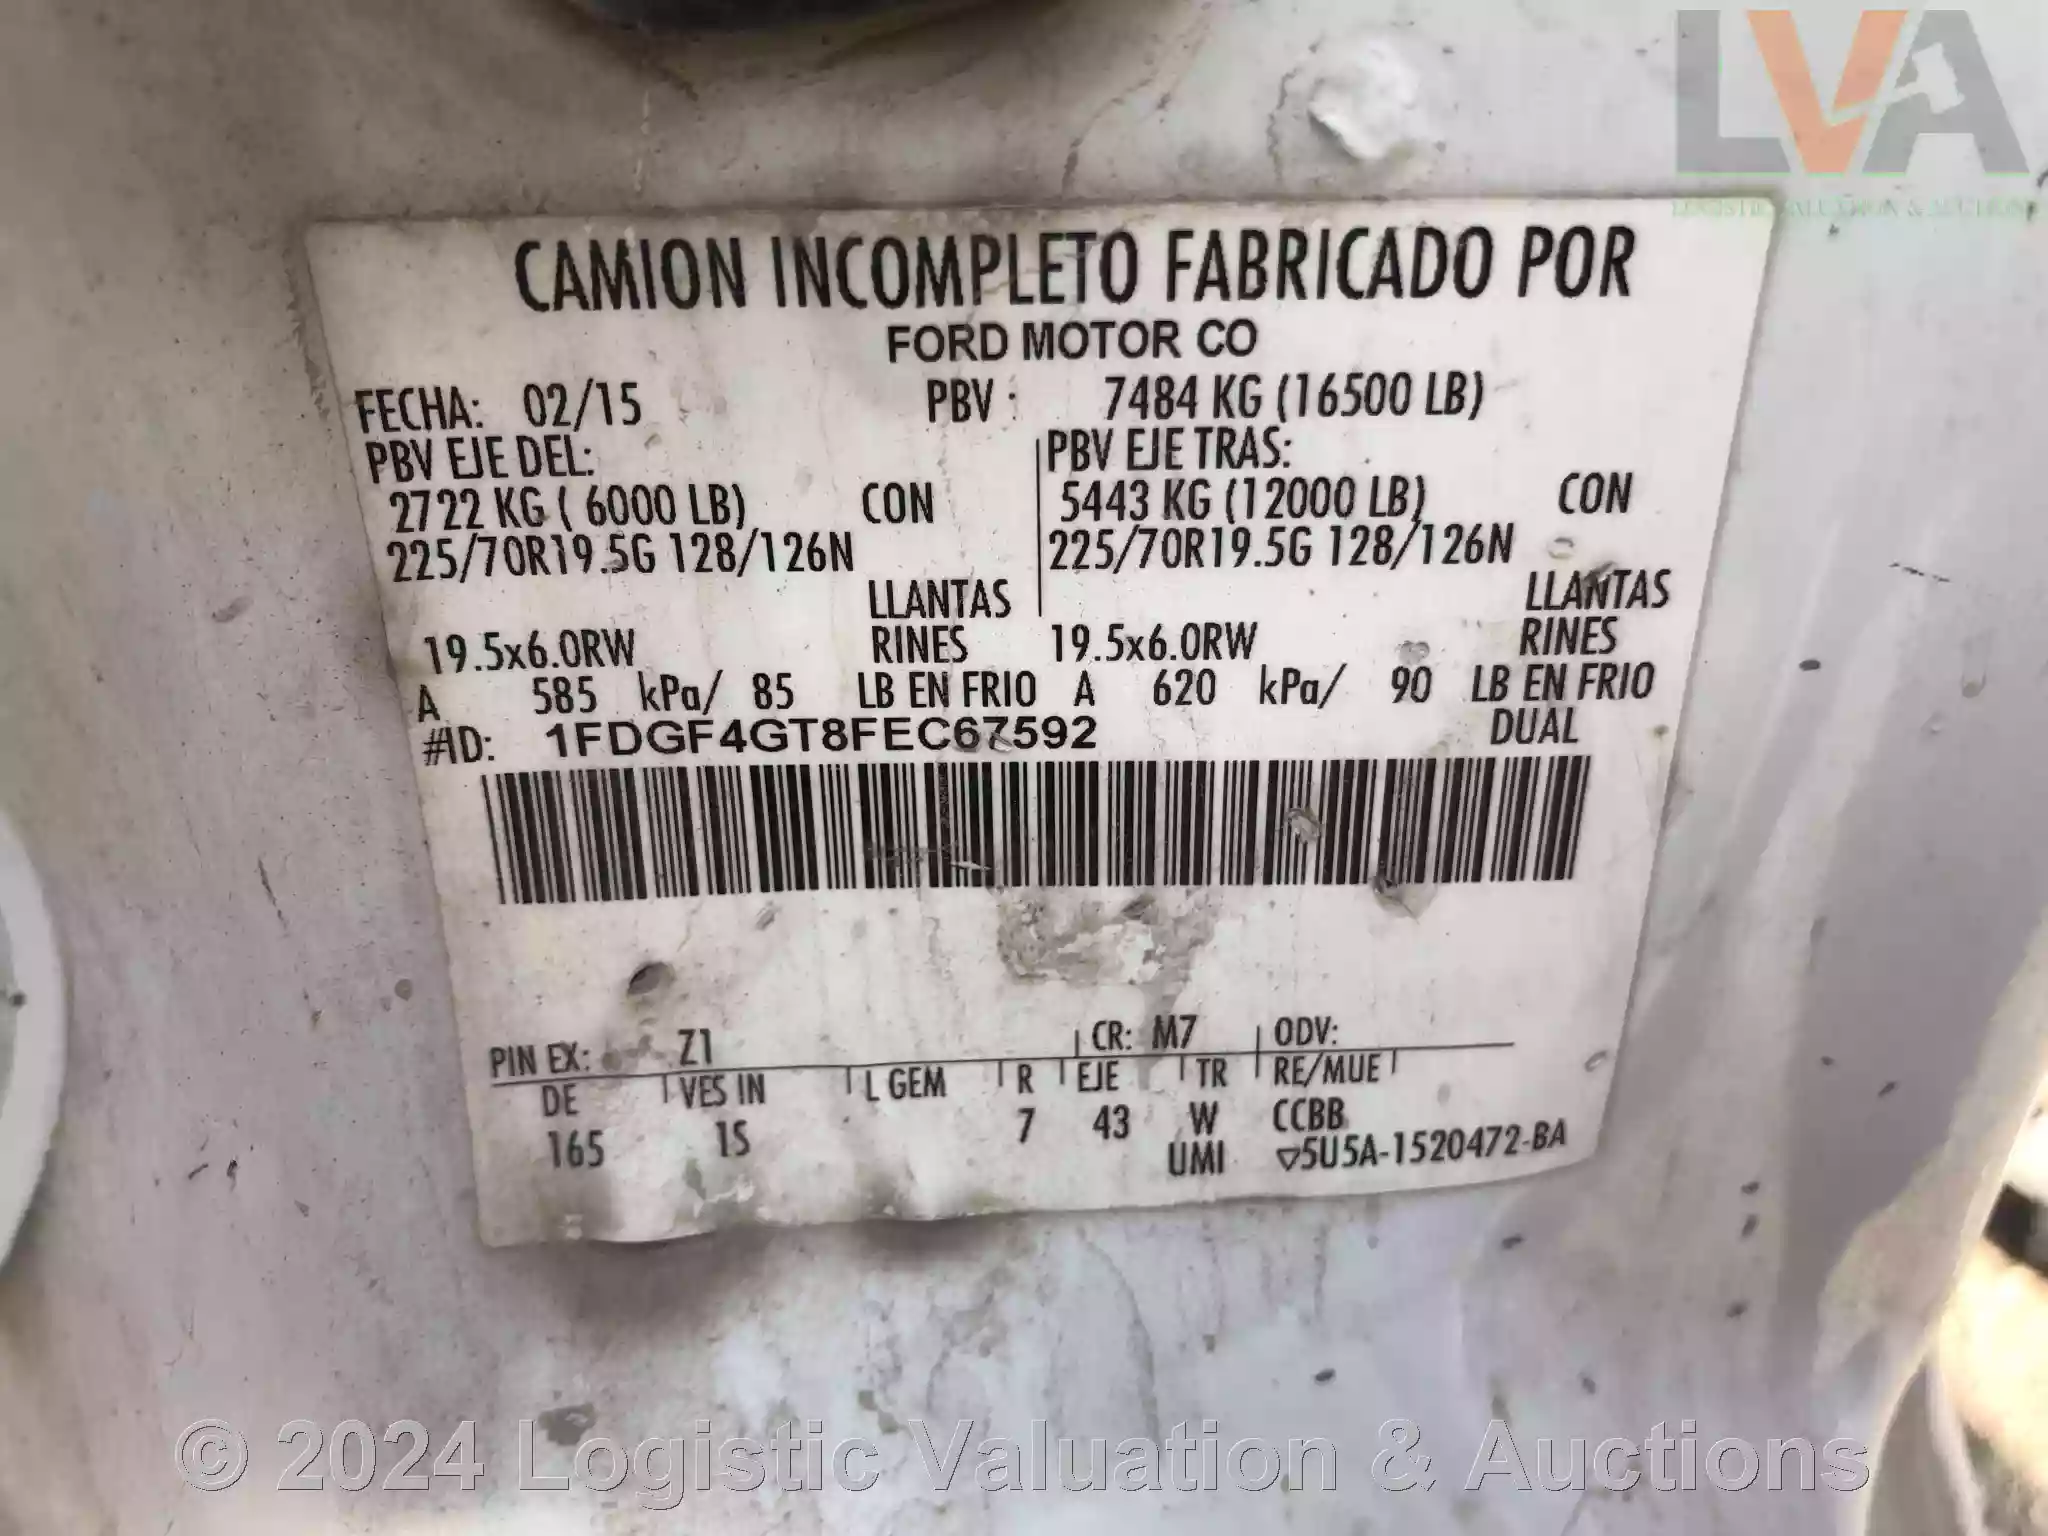 LVA
LOGISTIC VALUATION & AUCTIONS
CAMION INCOMPLETO FABRICADO POR
FORD MOTOR CO
FECHA: 02/15 PBV : 7484 KG (16500 LB)
PBV EJE DEL: PBV EJE TRAS:
2722 KG ( 6000 LB) CON 5443 KG (12000 LB) CON
225/70R19.5G 128/126N 225/70R19.5G 128/126N
LLANTAS LLANTAS
19.5x6.0RW RINES 19.5x6.0RW RINES
A 585 kPa/ 85 LB EN FRIO A 620 kPa/ 90 LB EN FRIO
#ID: 1FDGF4GT8FEC67592 DUAL
PIN EX: Z1 CR: M7 ODV:
DE VES IN L GEM R EJE TR RE/MUE
165 1S 7 43 W CCBB
UMI ▽5U5A-1520472-BA
© 2024 Logistic Valuation & Auctions